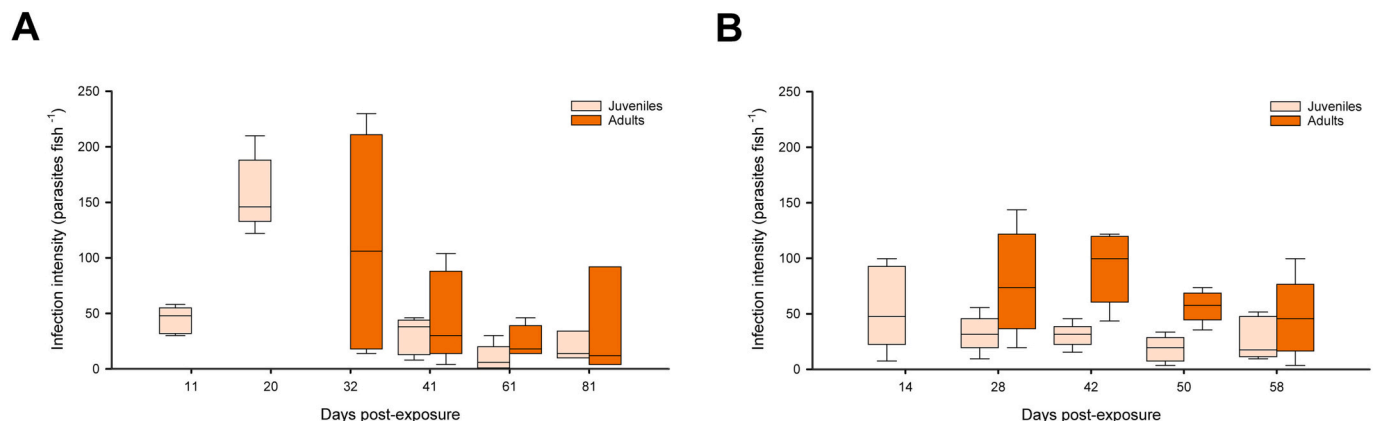 A
Infection intensity (parasites fish -1)
250
200
150
100
50
0
Juveniles
Adults
11 20 32 41 61 81
Days post-exposure
B
Infection intensity (parasites fish -1)
250
200
150
100
50
0
Juveniles
Adults
14 28 42 50 58
Days post-exposure